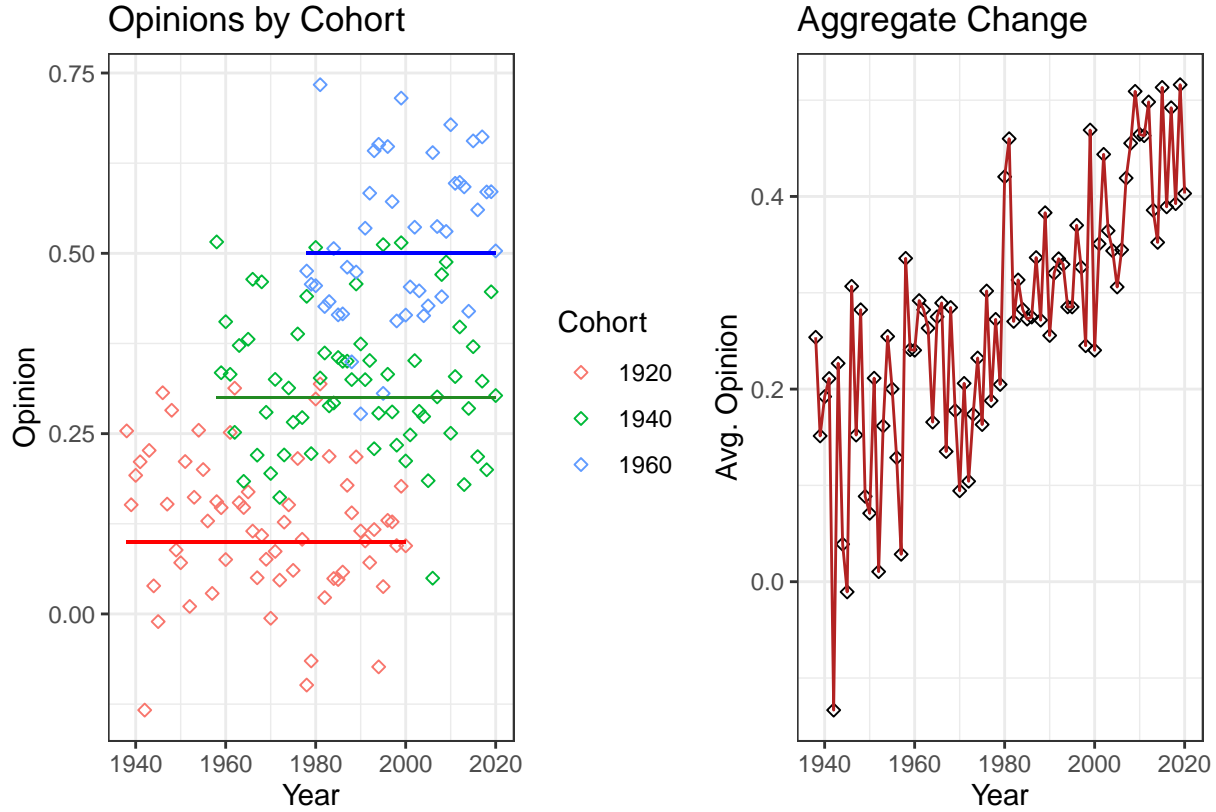 Opinions by Cohort
Opinion
0.75
0.50
0.25
0.00
1940 1960 1980 2000 2020
Year
Cohort
1920
1940
1960
Aggregate Change
Avg. Opinion
0.4
0.2
0.0
1940 1960 1980 2000 2020
Year